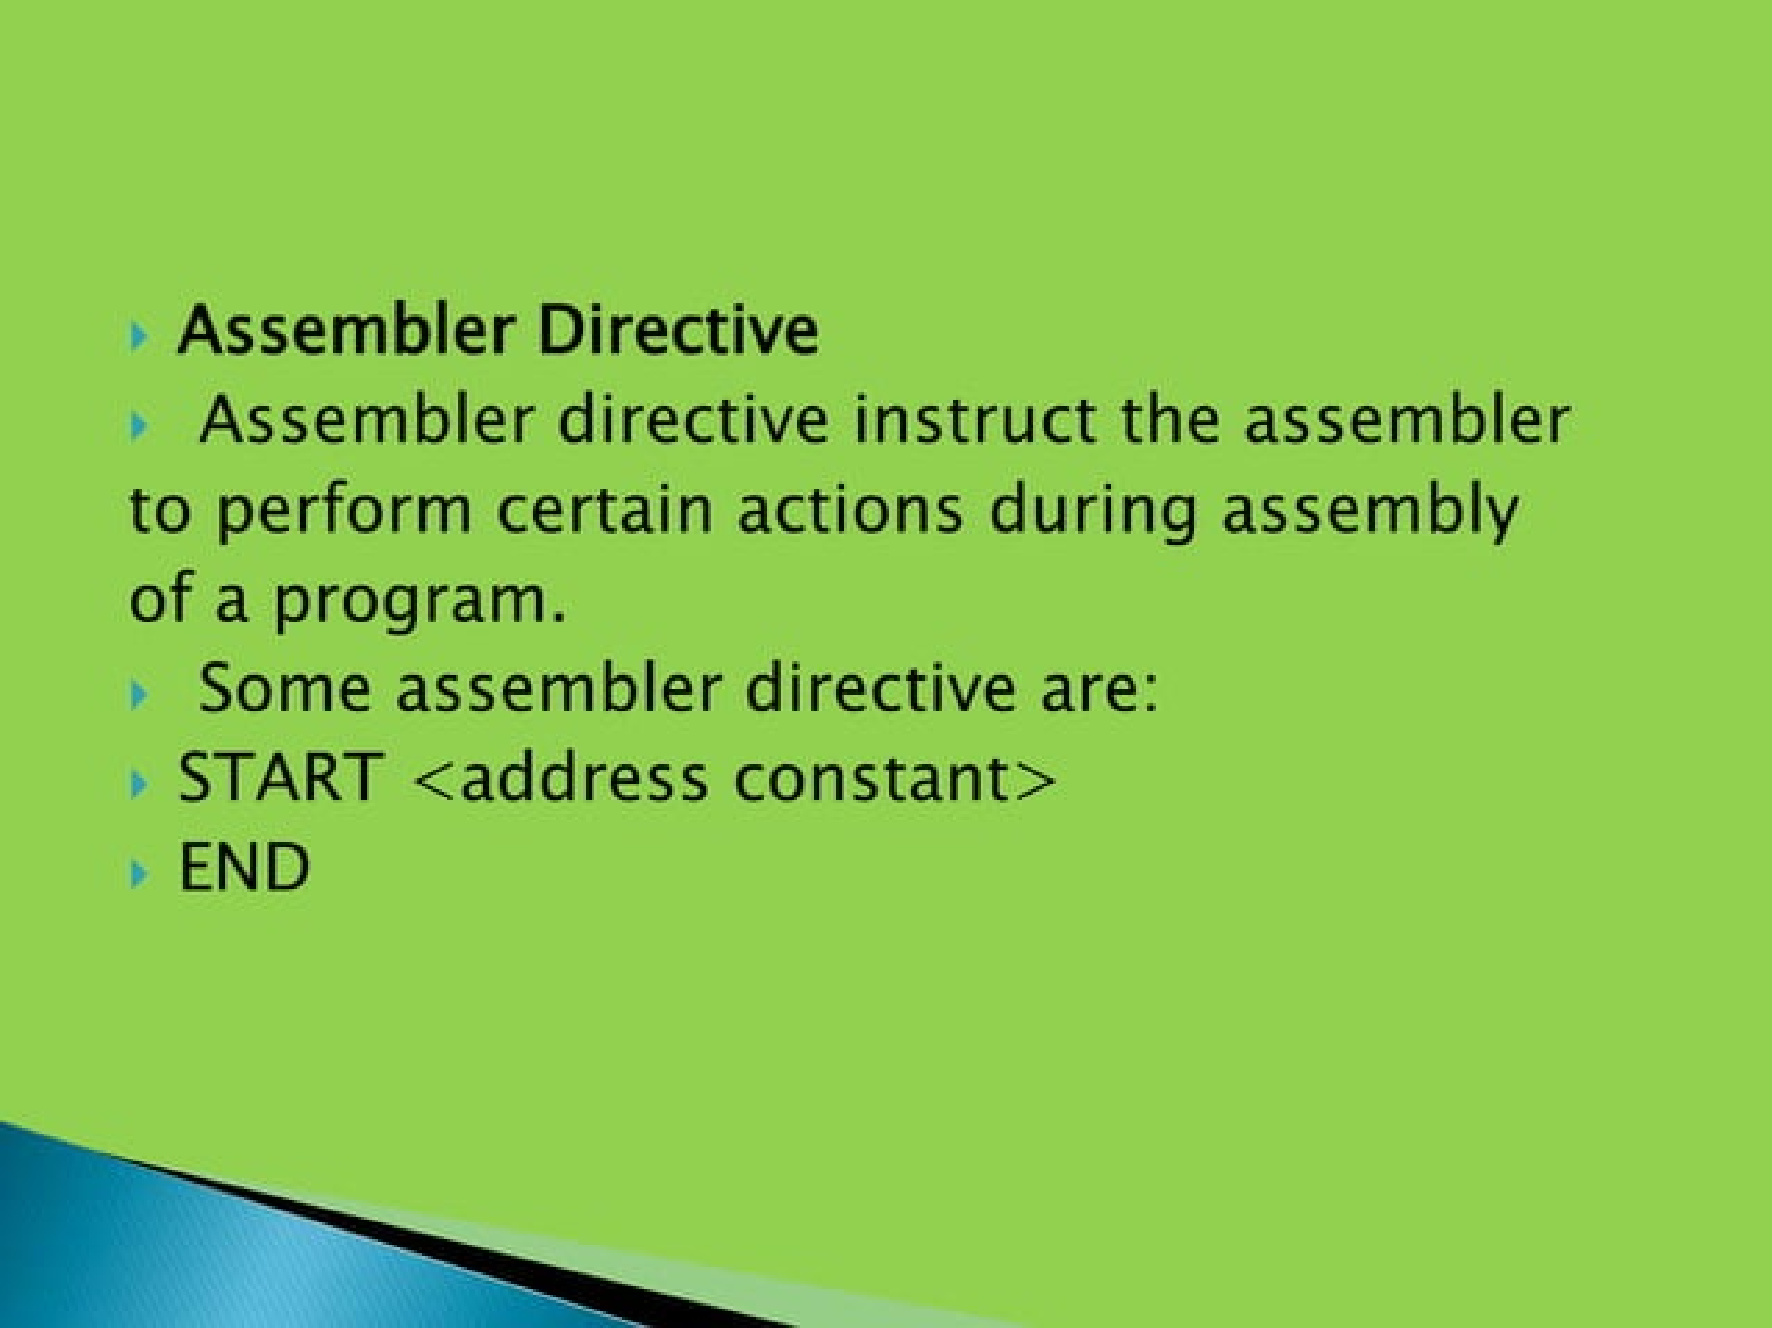 Assembler Directive
Assembler directive instruct the assembler
to perform certain actions during assembly
of a program.
Some assembler directive are:
START <address constant>
END